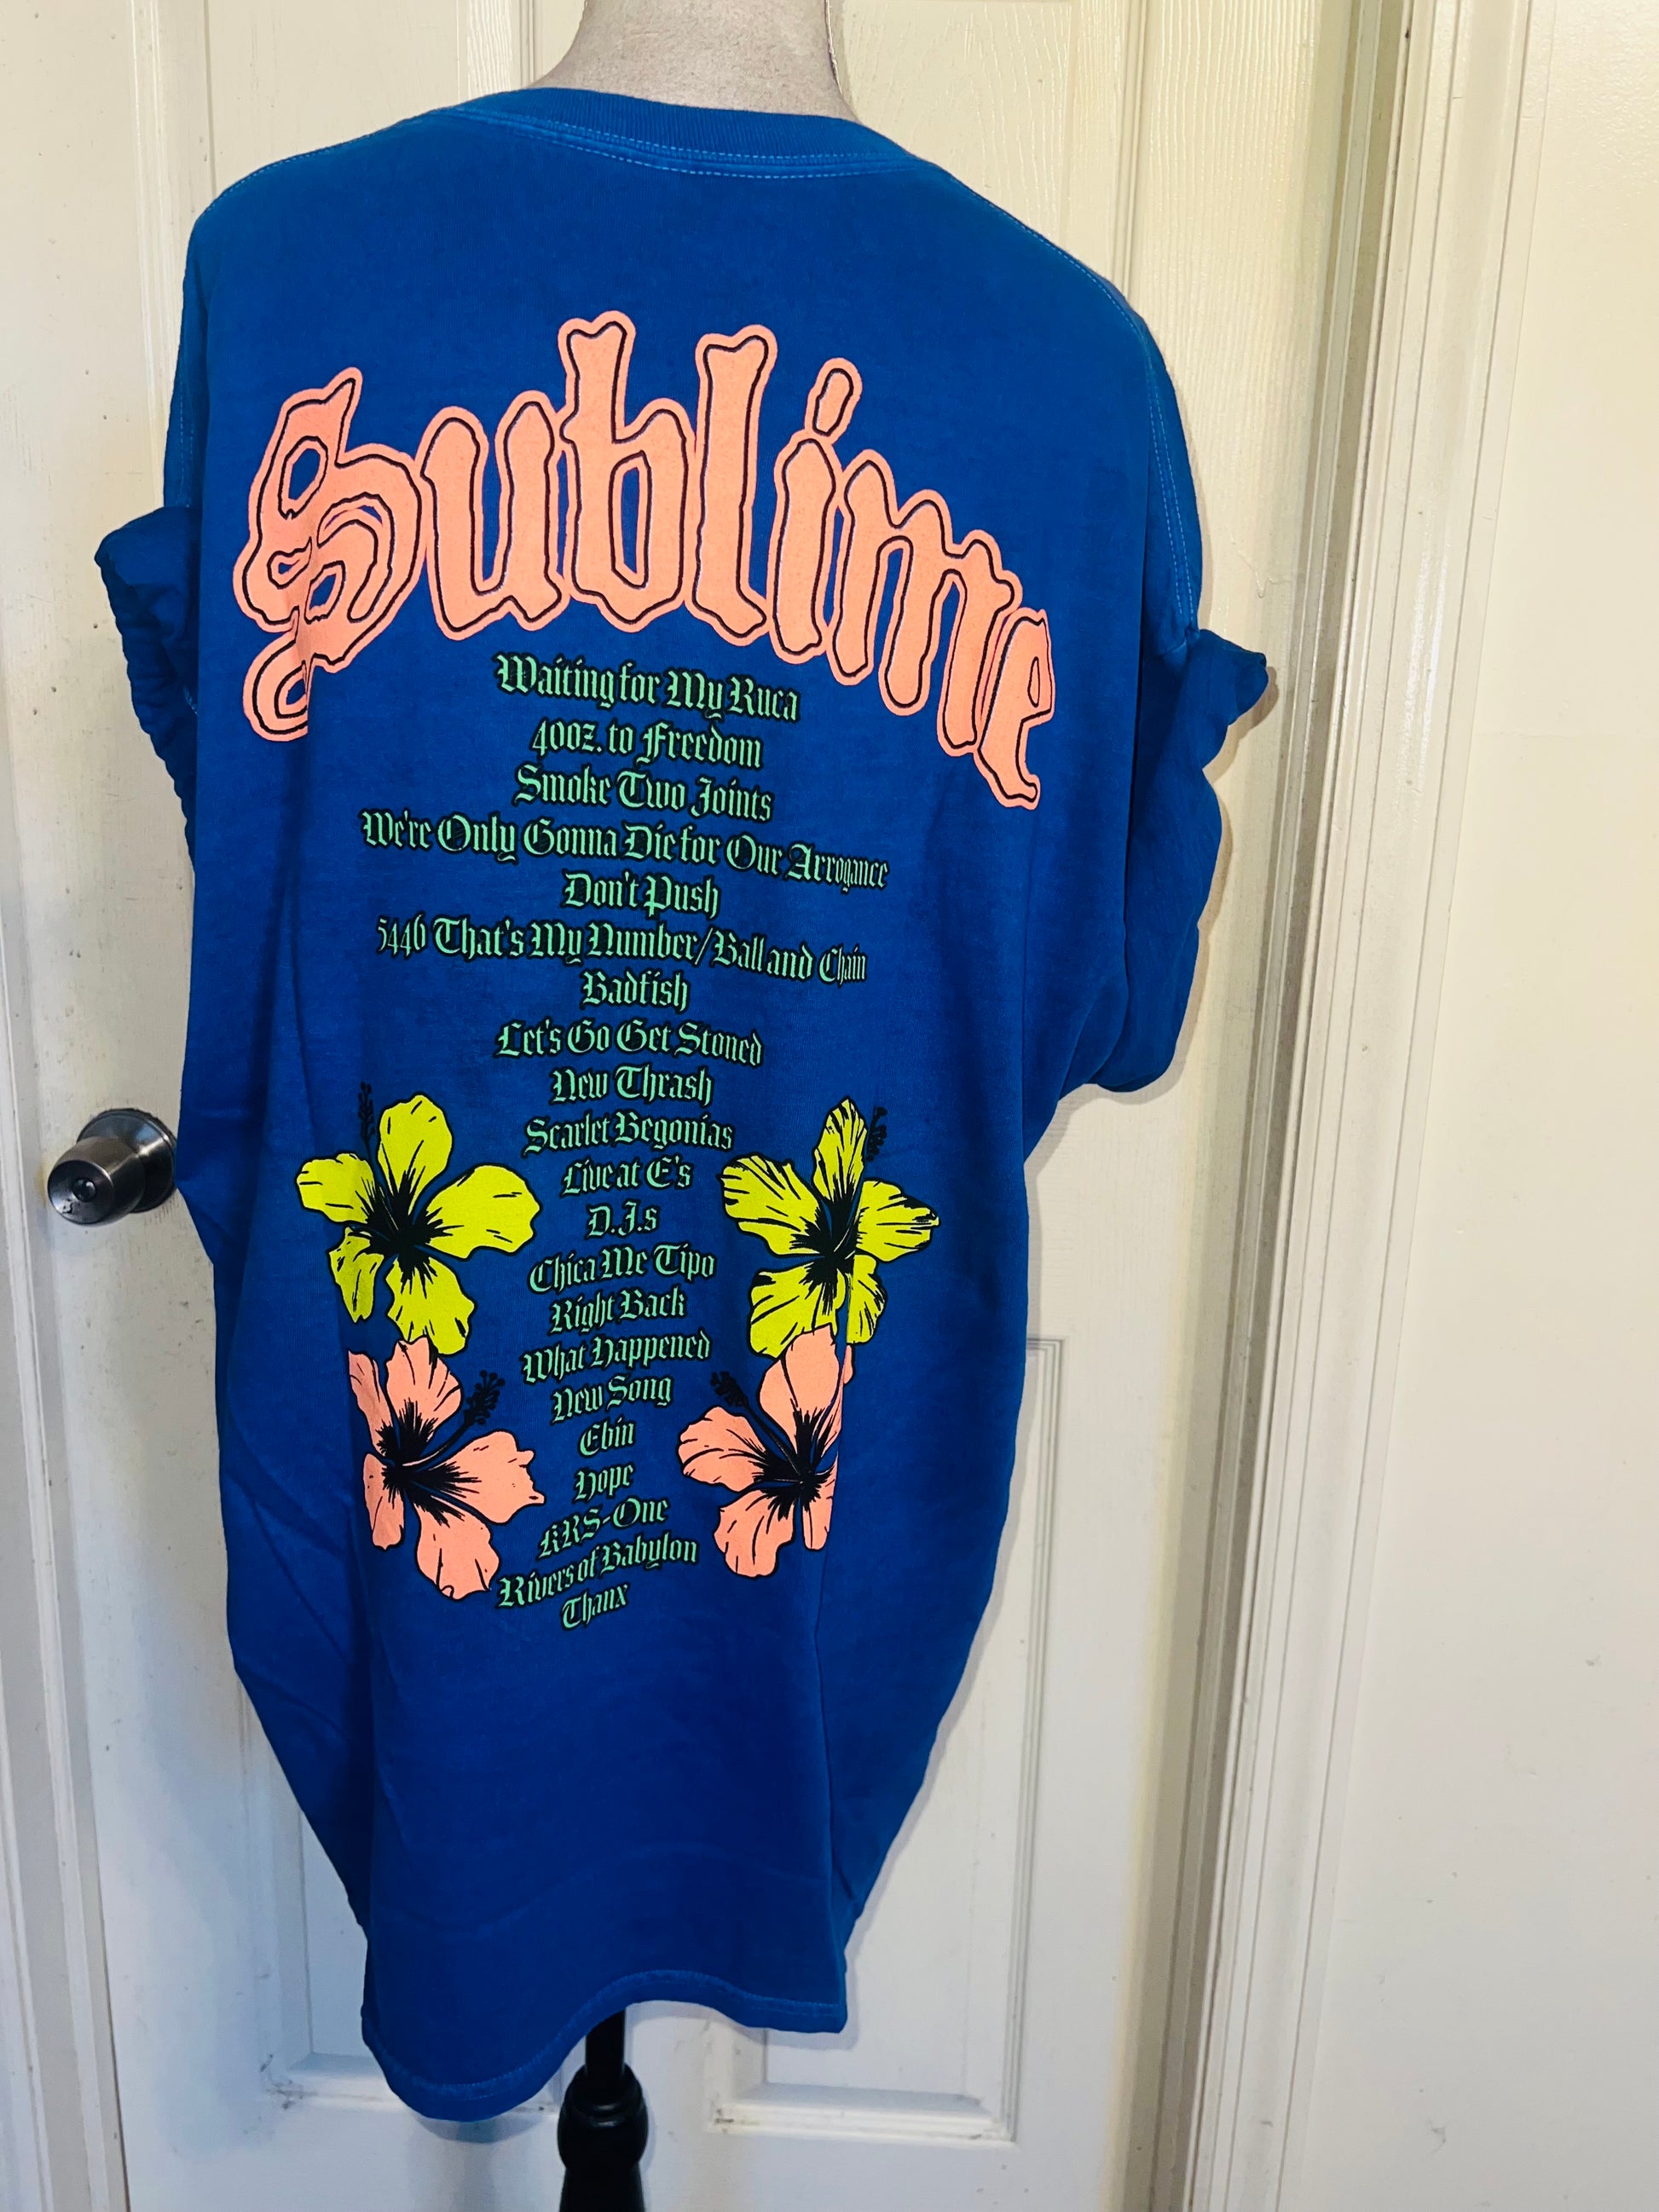 Sublime
Waiting for My Ruca
40oz. to Freedom
Smoke Two Joints
We're Only Gonna Die for Our Arrogance
Don't Push
5446 That's My Number/Ball and Chain
Badfish
Let's Go Get Stoned
New Thrash
Scarlet Begonias
Live at E's
D.J.s
Chica Me Tipo
Right Back
What Happened
New Song
Ebin
Hope
KRS-One
Rivers of Babylon
Thanx